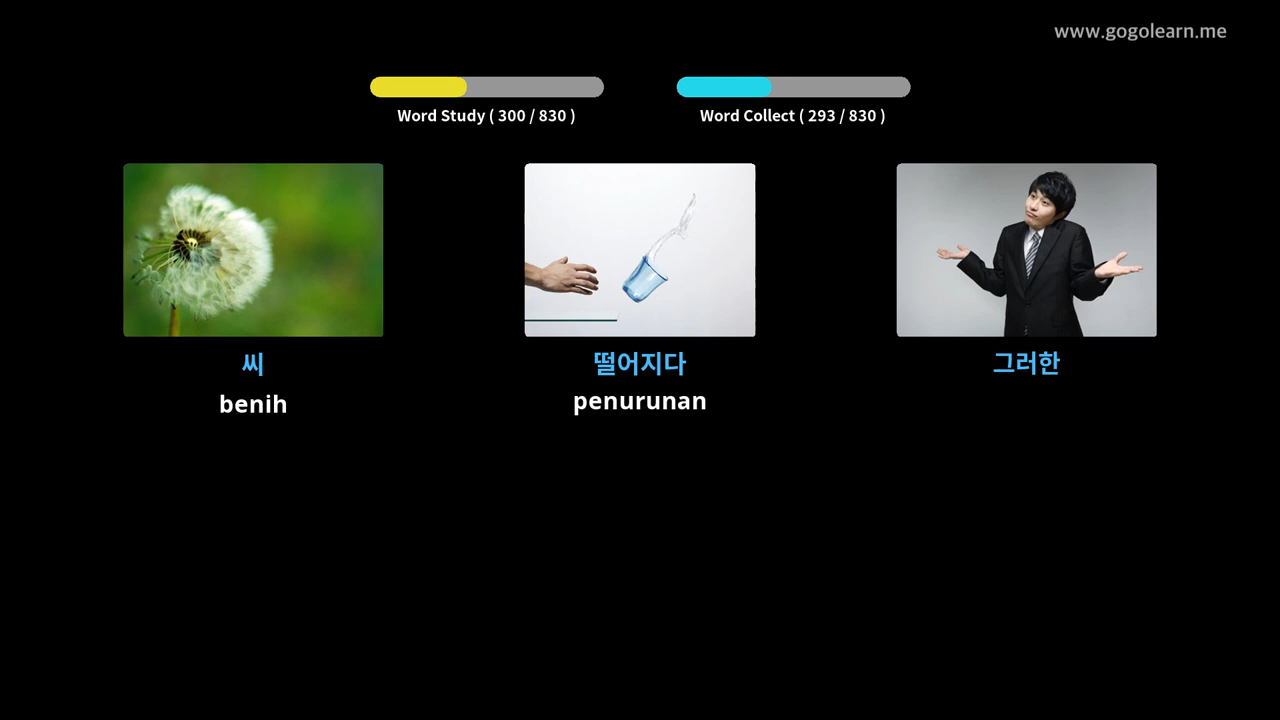 www.gogolearn.me
Word Study ( 300 / 830 )
Word Collect ( 293 / 830 )
씨
benih
떨어지다
penurunan
그러한